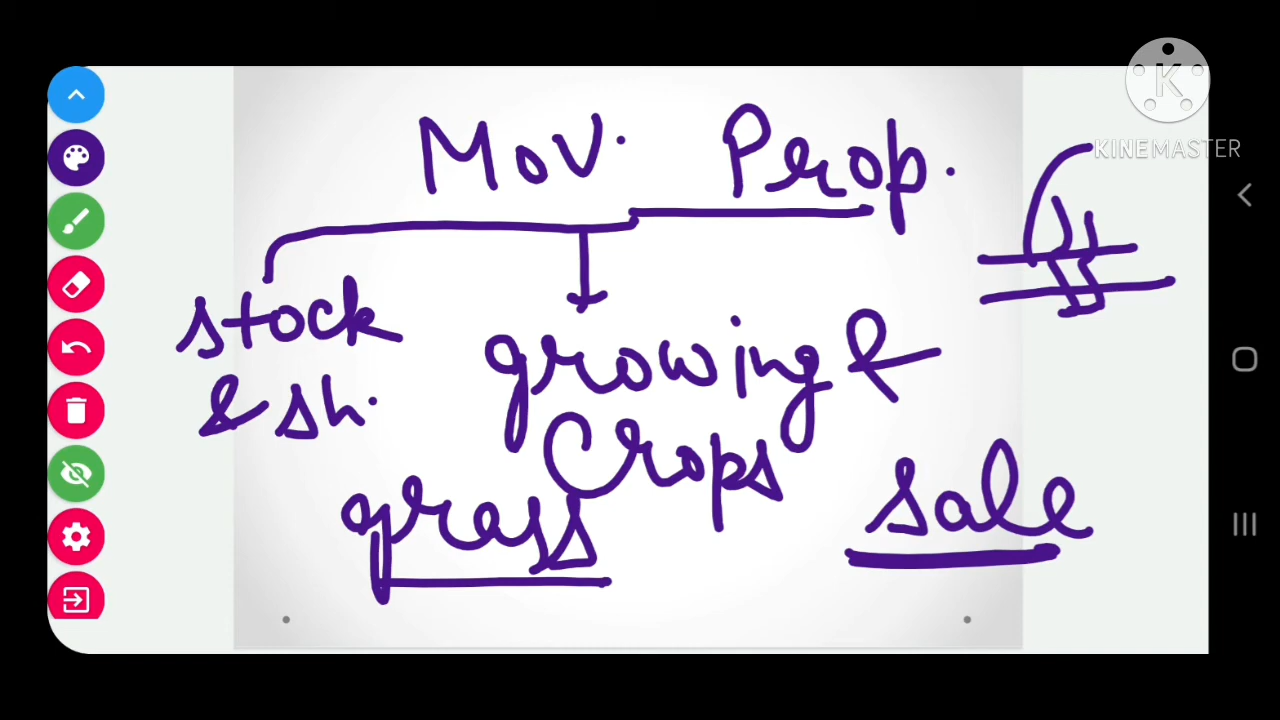 KINEMASTER
Mov. Prop.
stock
& sh.
growing &
Crops
grass
sale